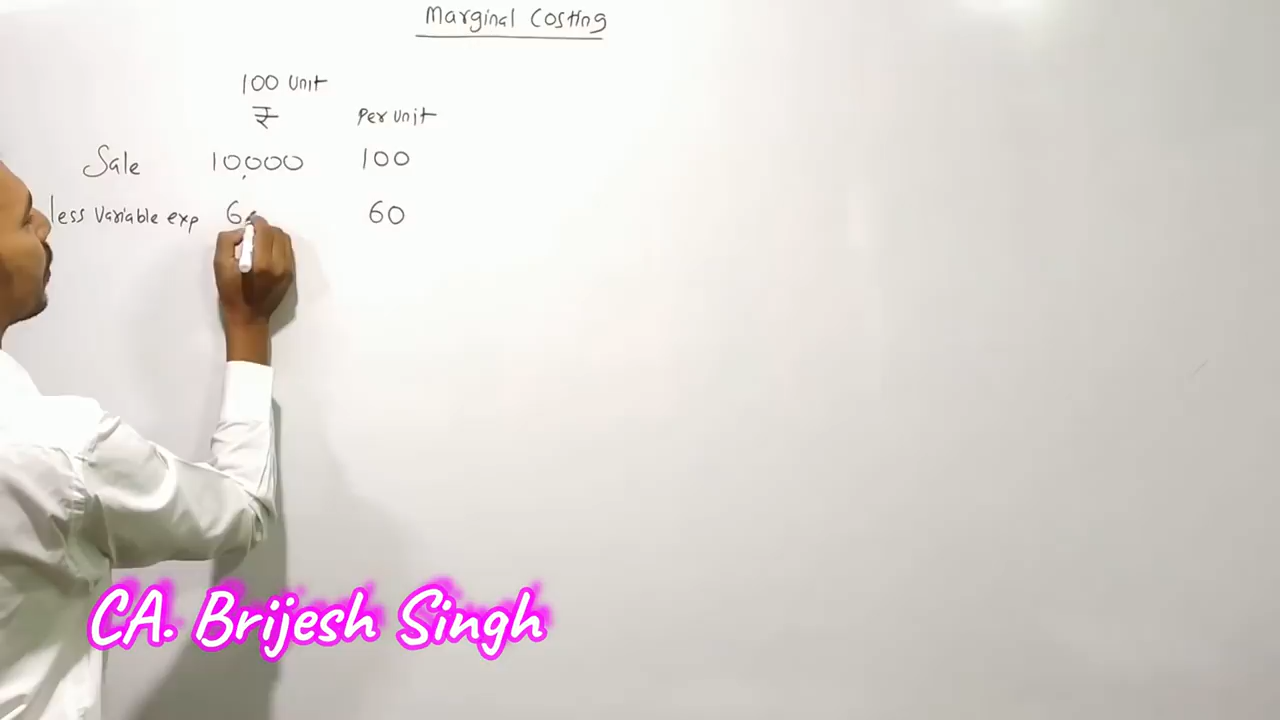 Marginal Costing
100 Unit
₹ Per Unit
Sale 10,000 100
less Variable exp 60
CA. Brijesh Singh